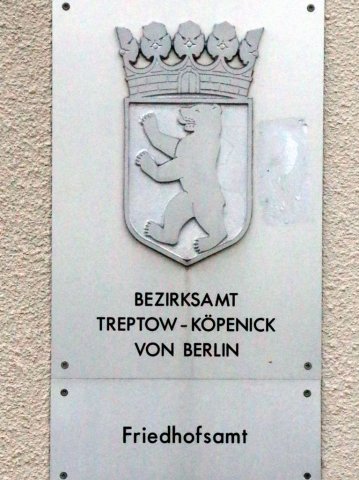 BEZIRKSAMT
TREPTOW-KÖPENICK
VON BERLIN
Friedhofsamt